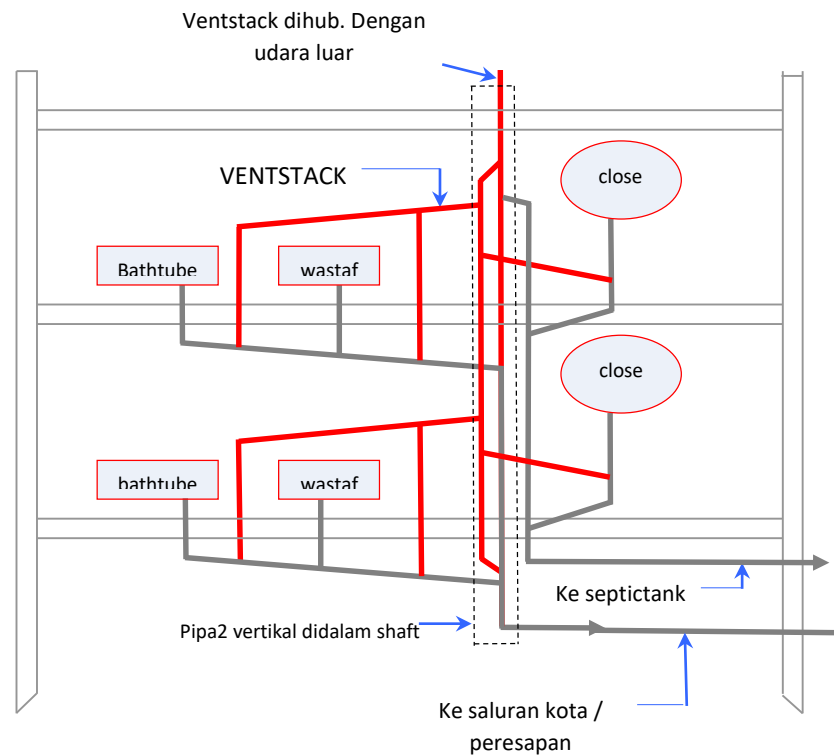 Ventstack dihub. Dengan
udara luar
VENTSTACK
close
Bathtube
wastaf
close
bathtube
wastaf
Ke septictank
Pipa2 vertikal didalam shaft
Ke saluran kota /
peresapan